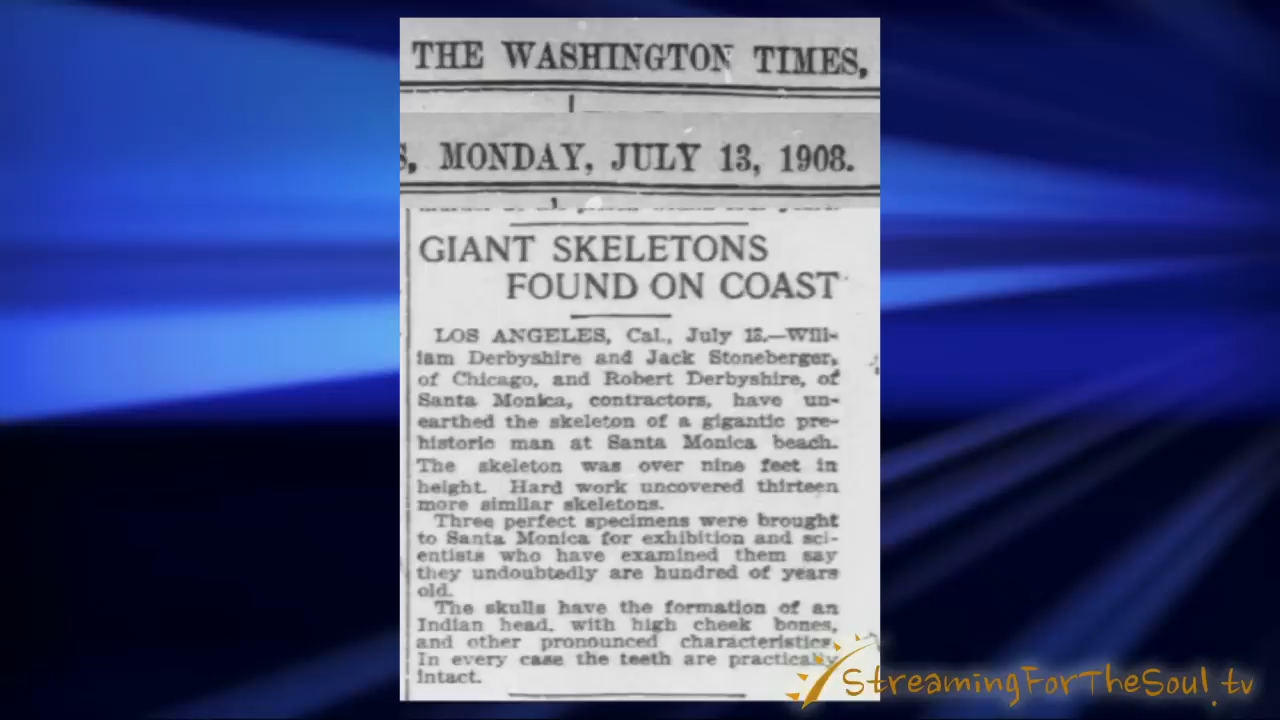 THE WASHINGTON TIMES,
S, MONDAY, JULY 13, 1908.
GIANT SKELETONS
FOUND ON COAST
LOS ANGELES, Cal., July 13.—Will-
iam Derbyshire and Jack Stoneberger,
of Chicago, and Robert Derbyshire, of
Santa Monica, contractors, have un-
earthed the skeleton of a gigantic pre-
historic man at Santa Monica beach.
The skeleton was over nine feet in
height. Hard work uncovered thirteen
more similar skeletons.
Three perfect specimens were brought
to Santa Monica for exhibition and sci-
entists who have examined them say
they undoubtedly are hundred of years
old.
The skulls have the formation of an
Indian head, with high cheek bones,
and other pronounced characteristics.
In every case the teeth are practically
intact.
StreamingForTheSoul.tv